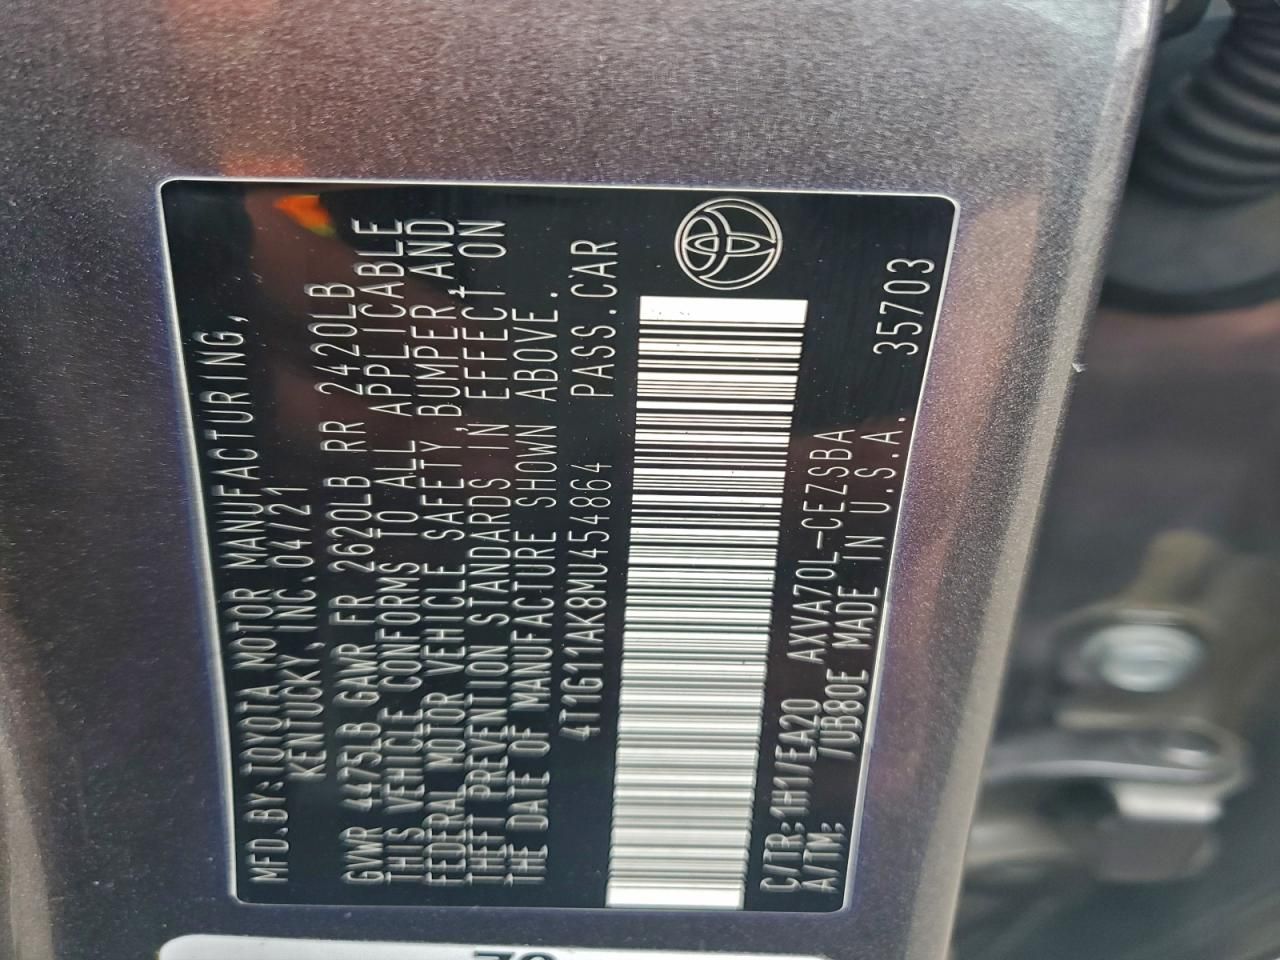 MFD.BY:TOYOTA MOTOR MANUFACTURING,
KENTUCKY, INC. 04/21
GVWR 4475LB GAWR FR 2620LB RR 2420LB
THIS VEHICLE CONFORMS TO ALL APPLICABLE
FEDERAL MOTOR VEHICLE SAFETY, BUMPER, AND
THEFT PREVENTION STANDARDS IN EFFECT ON
THE DATE OF MANUFACTURE SHOWN ABOVE.
4T1G11AK8MU454864 PASS.CAR
C/TR:1H17EA20 AXVA70L-CEZSBA
A/TM: /UB80E MADE IN U.S.A. 35703